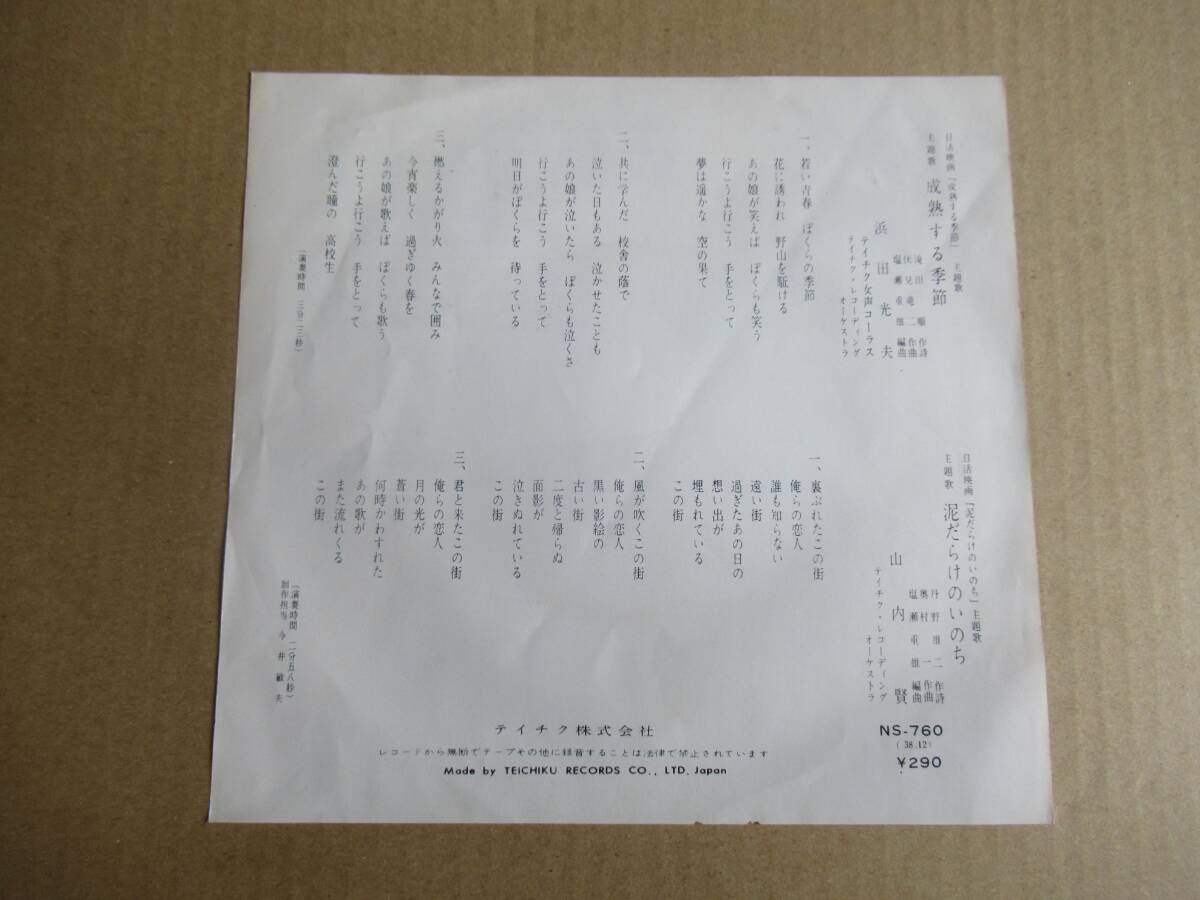 日活映画「成熟する季節」主題歌
主題歌 成熟する季節
滝田 順 作詩
伏見竜二 作曲
塩瀬重雄 編曲
浜田光夫
テイチク女声コーラス
テイチク・レコーディング
オーケストラ
一、若い青春 ぼくらの季節
花に誘われ 野山を駈ける
あの娘が笑えば ぼくらも笑う
行こうよ行こう 手をとって
夢は遥かな 空の果て
二、共に学んだ 校舎の蔭で
泣いた日もある 泣かせたことも
あの娘が泣いたら ぼくらも泣くさ
行こうよ行こう 手をとって
明日がぼくらを 待っている
三、燃えるかがり火 みんなで囲み
今宵楽しく 過ぎゆく春を
あの娘が歌えば ぼくらも歌う
行こうよ行こう 手をとって
澄んだ瞳の 高校生
(演奏時間 三分二三秒)
日活映画「泥だらけのいのち」主題歌
主題歌 泥だらけのいのち
丹野雄二 作詩
奥村 一 作曲
塩瀬重雄 編曲
山内賢
テイチク・レコーディング
オーケストラ
一、裏ぶれたこの街
俺らの恋人
誰も知らない
遠い街
過ぎたあの日の
想い出が
埋もれている
この街
二、風が吹くこの街
俺らの恋人
黒い影絵の
古い街
二度と帰らぬ
面影が
泣きぬれている
この街
三、君と来たこの街
俺らの恋人
月の光が
蒼い街
何時かわすれた
あの歌が
また流れくる
この街
(演奏時間 二分五八秒)
制作担当 今井敏夫
テイチク株式会社
レコードから無断でテープその他に録音することは法律で禁止されています
Made by TEICHIKU RECORDS CO., LTD. Japan
NS-760
(38.12)
¥290